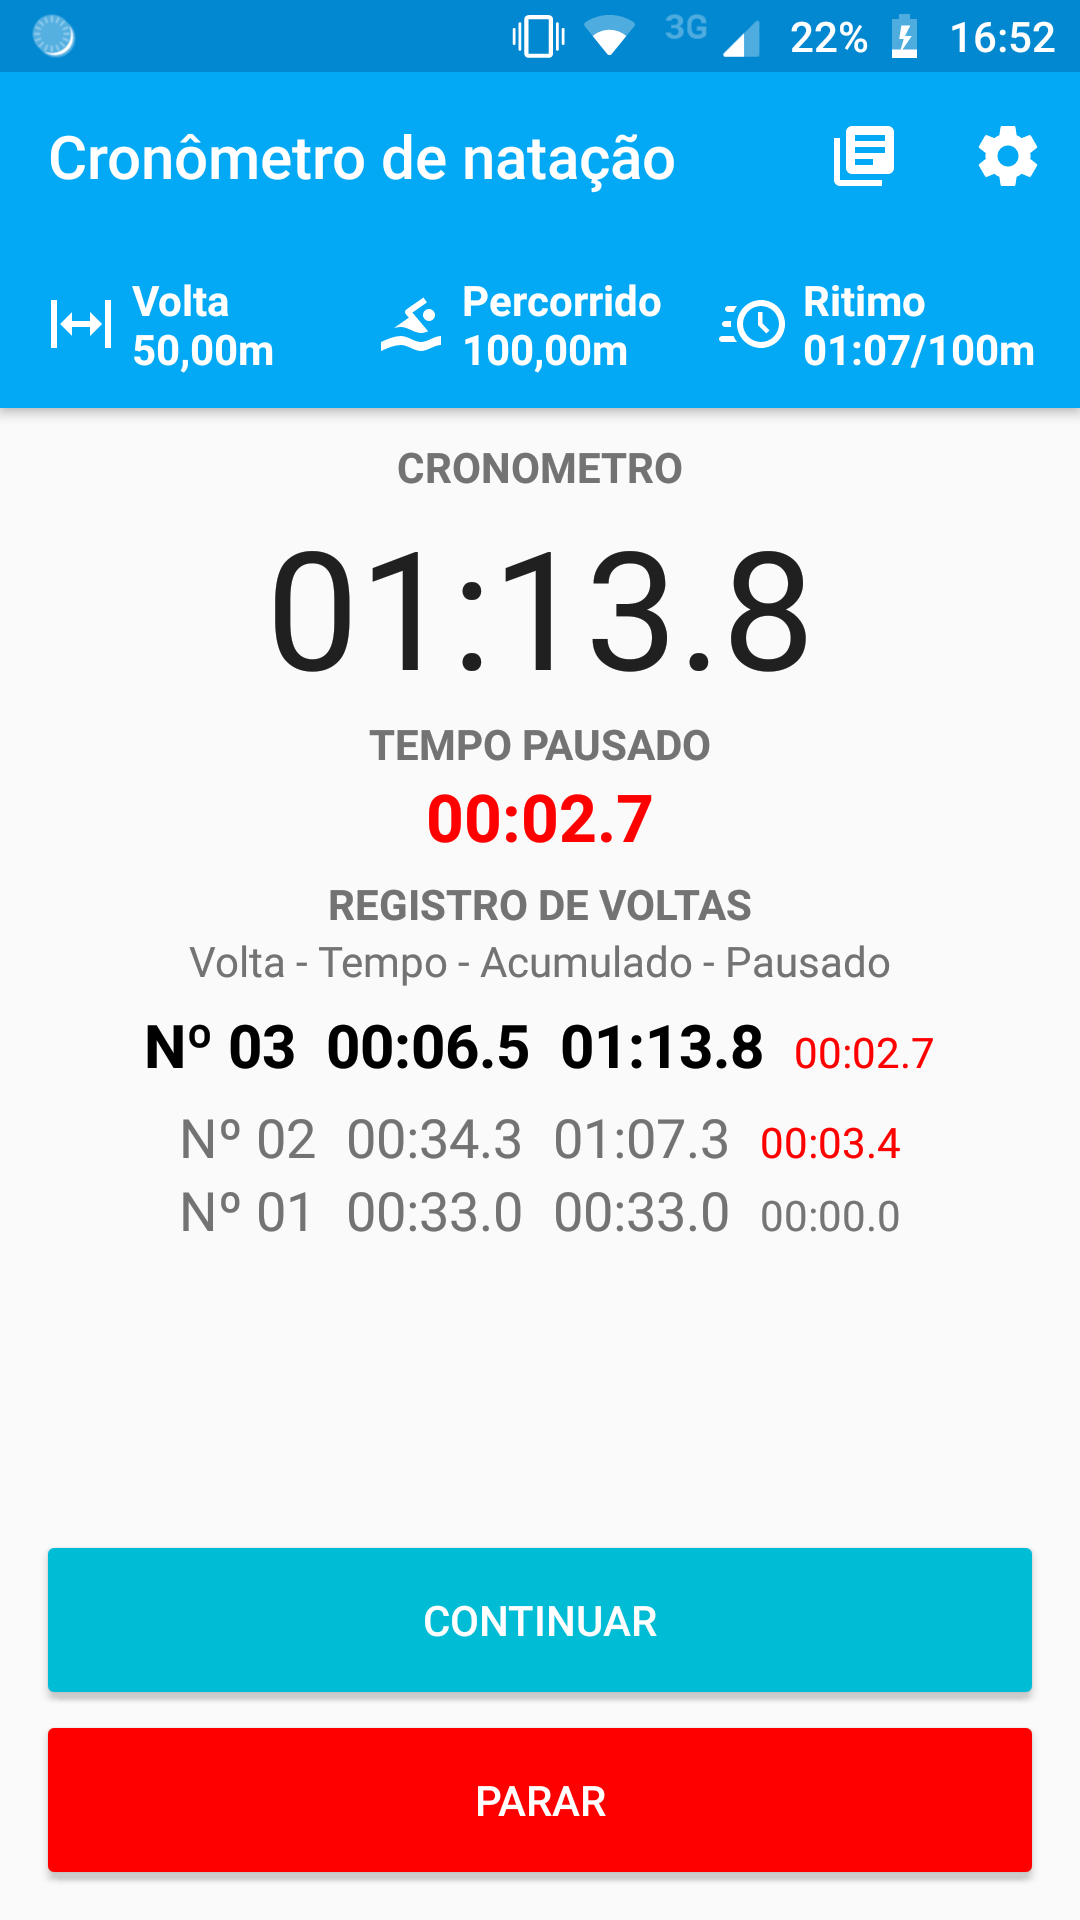 3G 22% 16:52
Cronômetro de natação
Volta Percorrido Ritimo
50,00m 100,00m 01:07/100m
CRONOMETRO
01:13.8
TEMPO PAUSADO
00:02.7
REGISTRO DE VOLTAS
Volta - Tempo - Acumulado - Pausado
Nº 03 00:06.5 01:13.8 00:02.7
Nº 02 00:34.3 01:07.3 00:03.4
Nº 01 00:33.0 00:33.0 00:00.0
CONTINUAR
PARAR